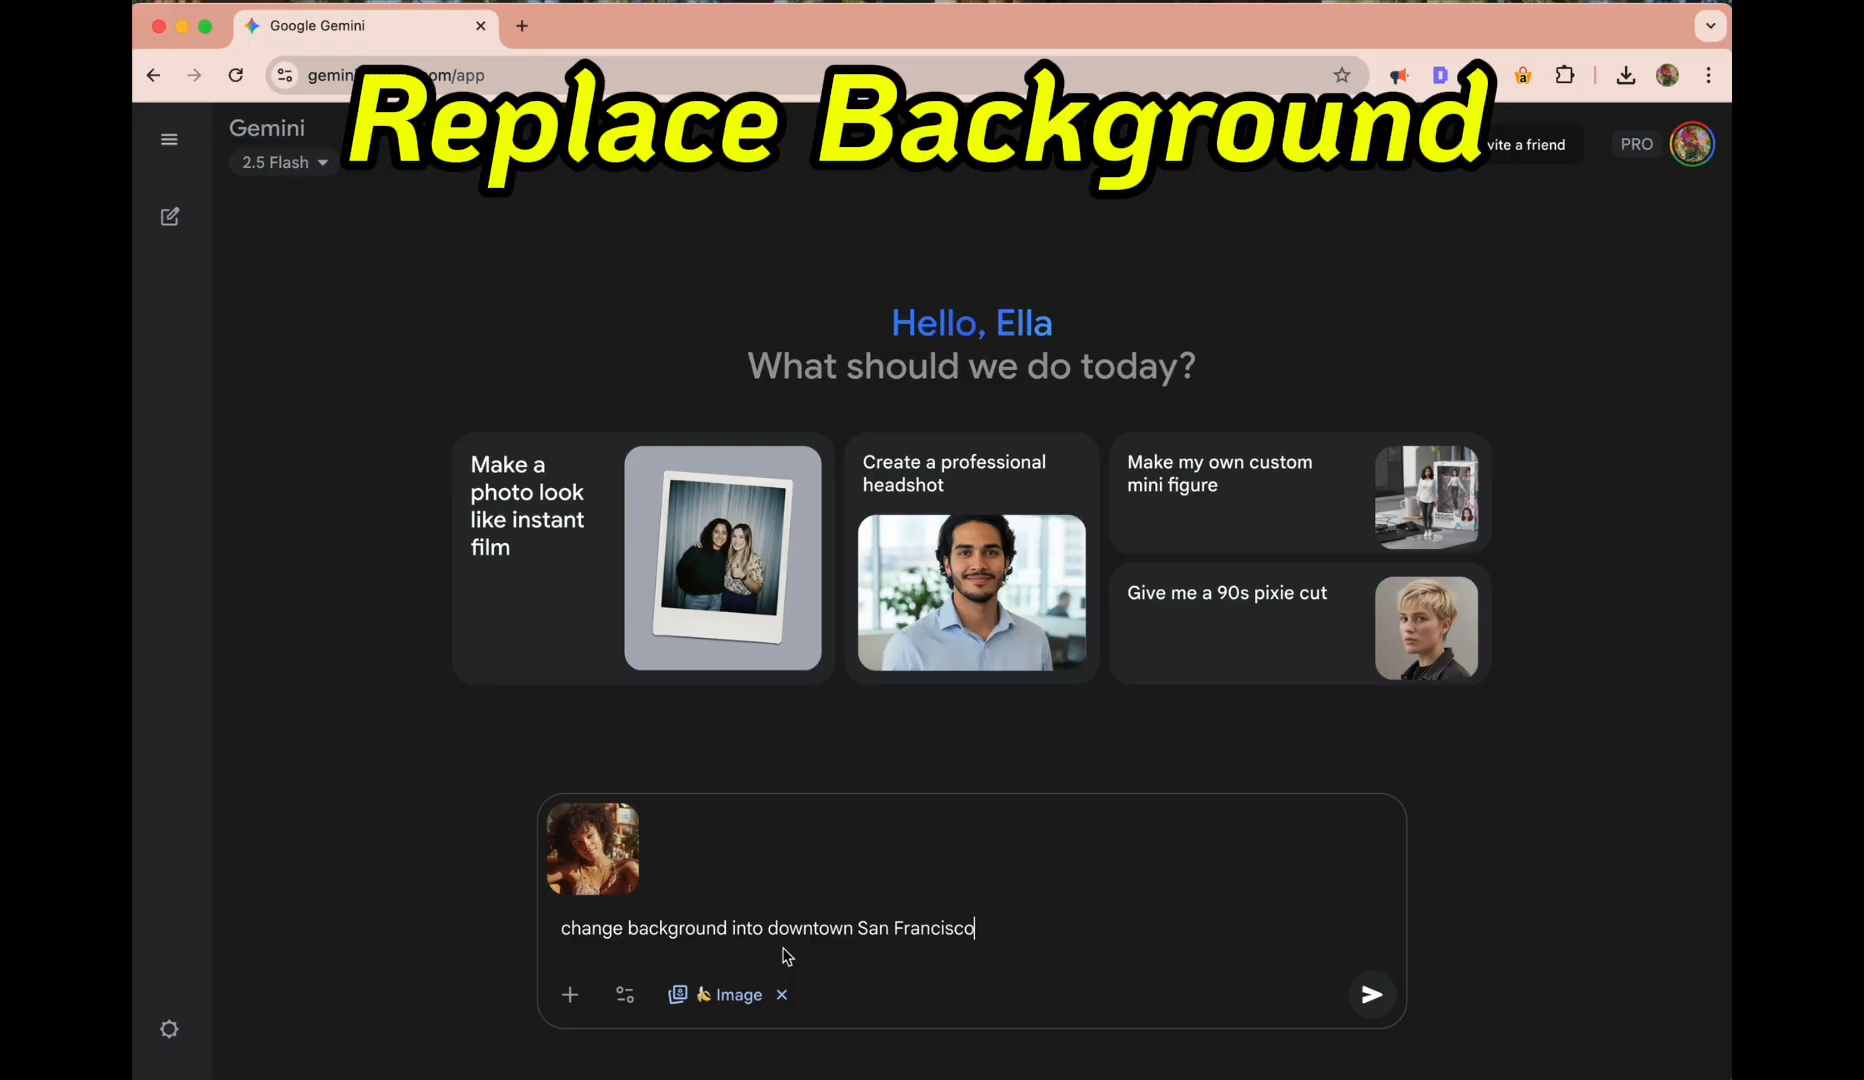 Google Gemini
gemini
om/app
Replace Background
Gemini
2.5 Flash
vite a friend
PRO
Hello, Ella
What should we do today?
Make a
photo look
like instant
film
Create a professional
headshot
Make my own custom
mini figure
Give me a 90s pixie cut
change background into downtown San Francisco
Image